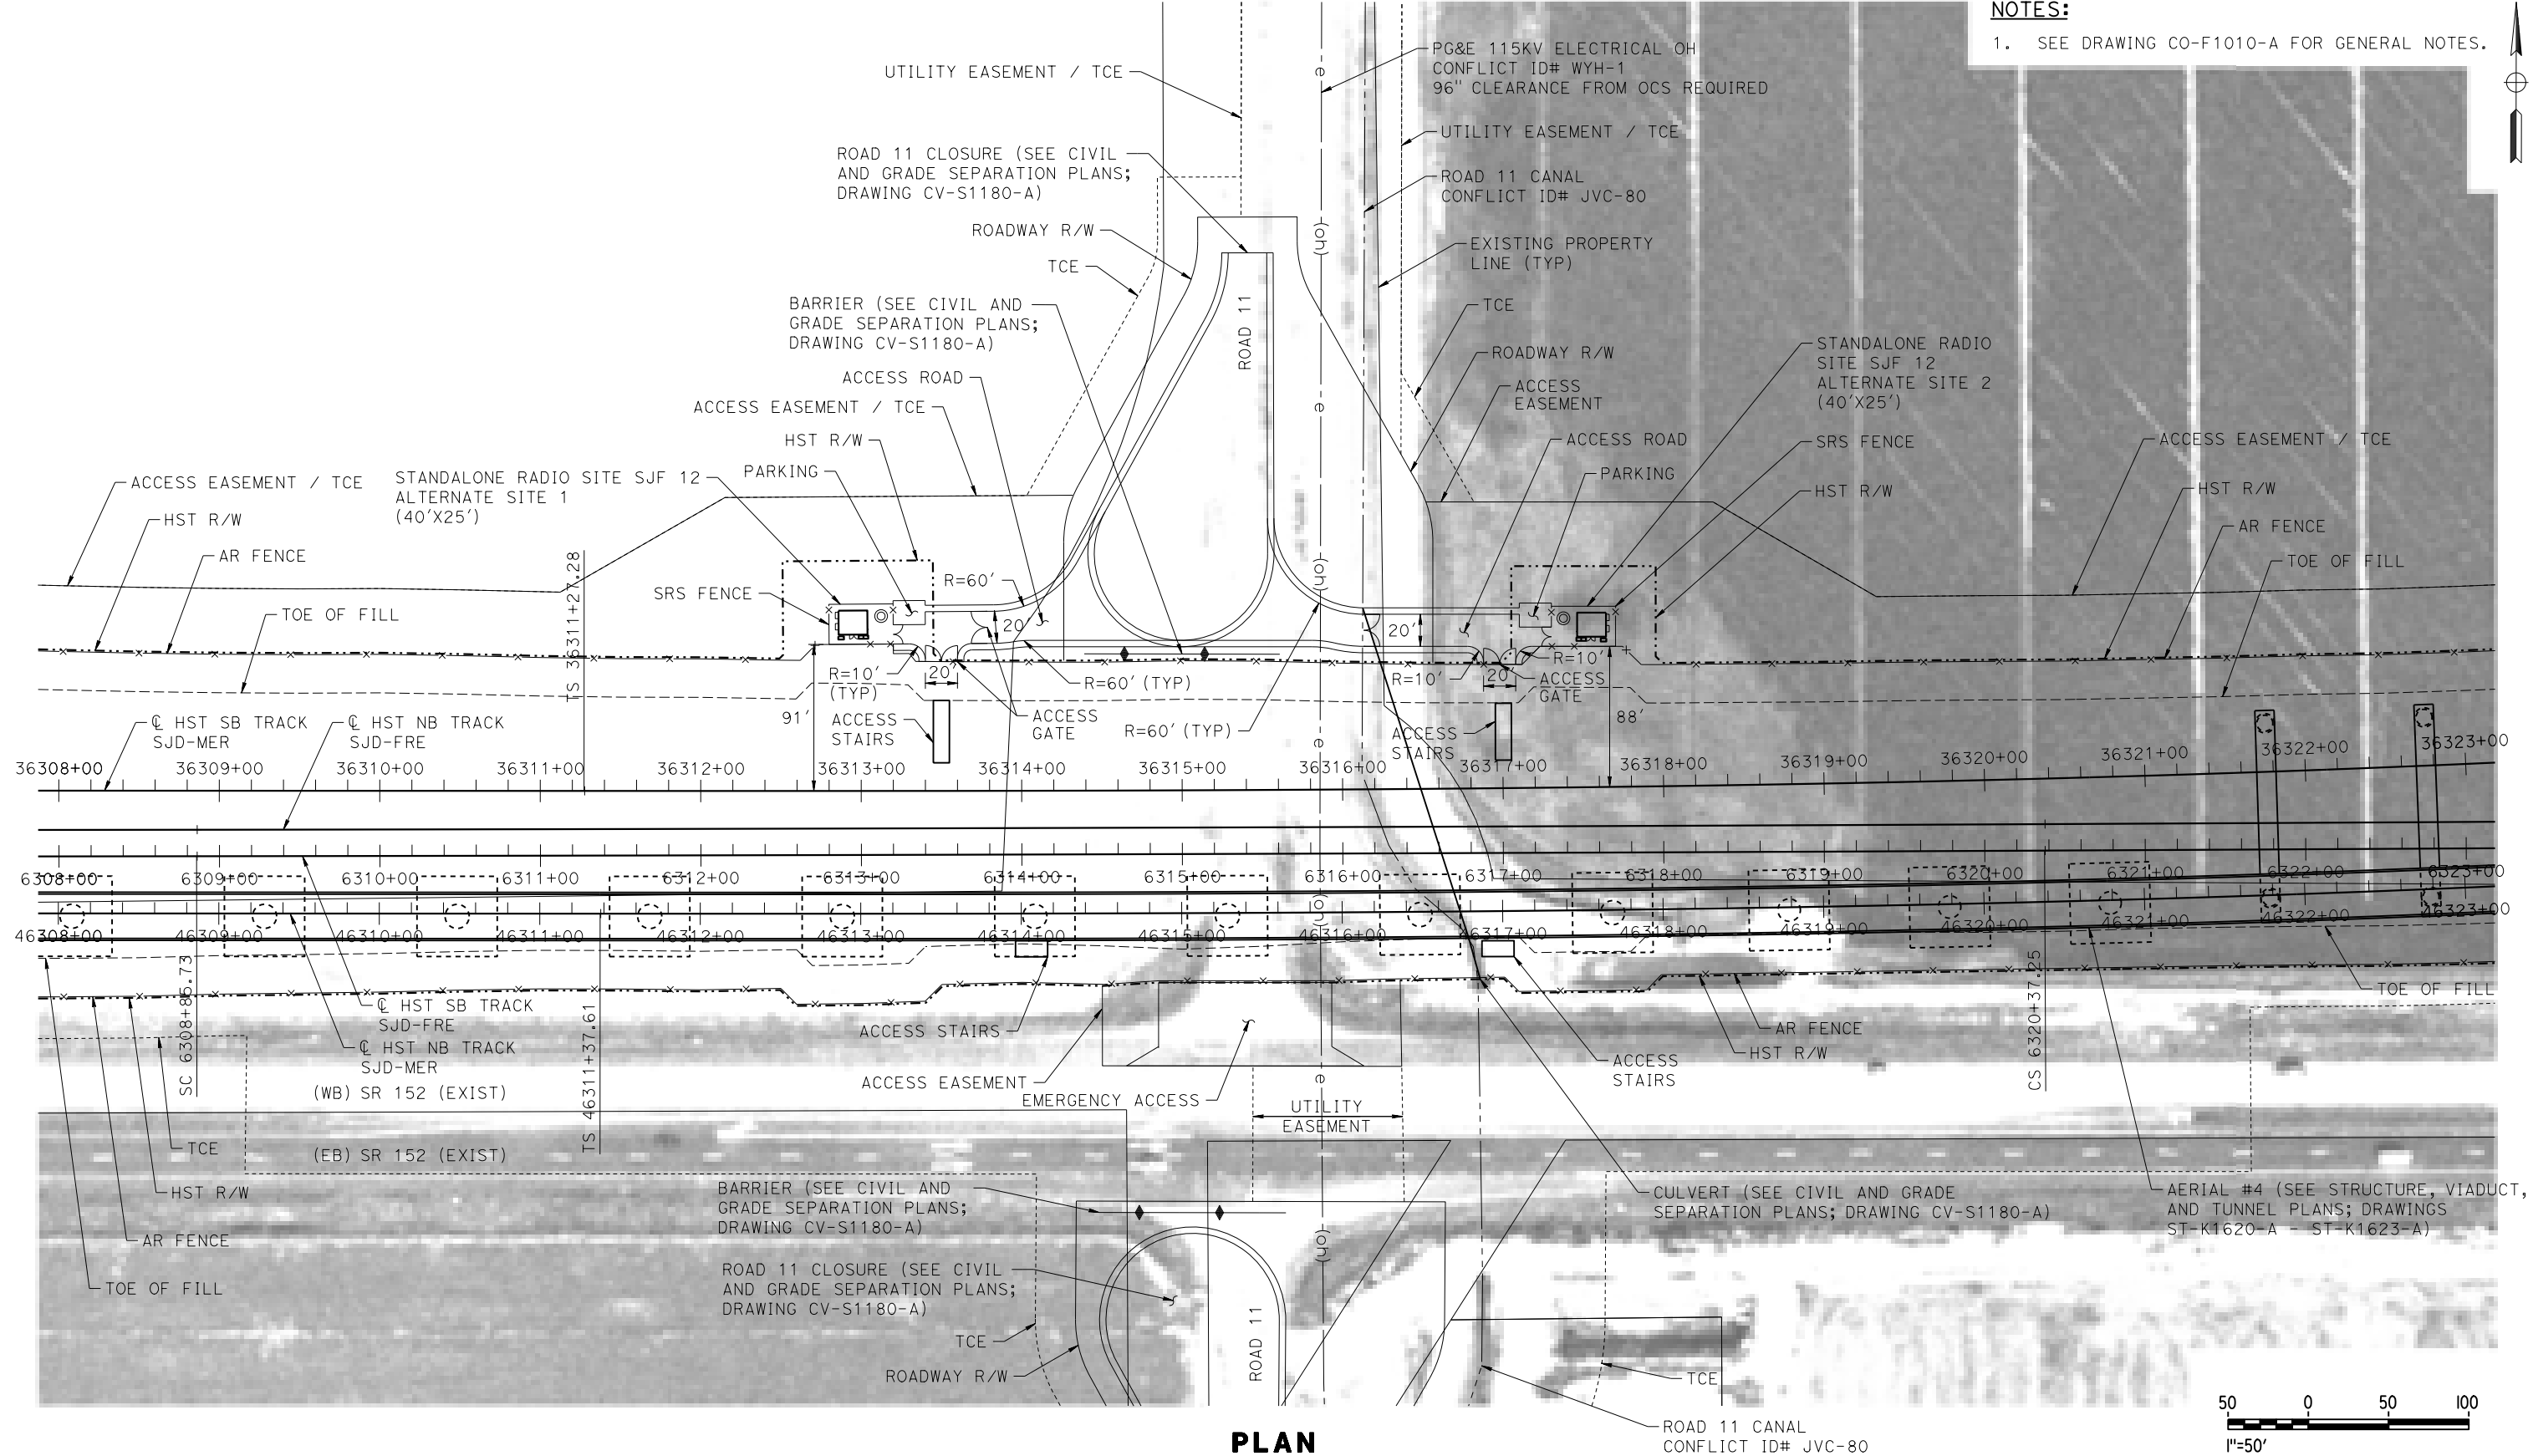 NOTES:
1. SEE DRAWING CO-F1010-A FOR GENERAL NOTES.
PG&E 115KV ELECTRICAL OH
CONFLICT ID# WYH-1
96" CLEARANCE FROM OCS REQUIRED
UTILITY EASEMENT / TCE
UTILITY EASEMENT / TCE
ROAD 11 CLOSURE (SEE CIVIL
AND GRADE SEPARATION PLANS;
DRAWING CV-S1180-A)
ROAD 11 CANAL
CONFLICT ID# JVC-80
ROADWAY R/W
EXISTING PROPERTY
LINE (TYP)
TCE
TCE
BARRIER (SEE CIVIL AND
GRADE SEPARATION PLANS;
DRAWING CV-S1180-A)
ROAD 11
e
(oh)
e
(oh)
e
(oh)
e
(oh)
ROADWAY R/W
STANDALONE RADIO
SITE SJF 12
ALTERNATE SITE 2
(40'X25')
ACCESS ROAD
ACCESS
EASEMENT
ACCESS EASEMENT / TCE
HST R/W
ACCESS ROAD
SRS FENCE
ACCESS EASEMENT / TCE
PARKING
PARKING
ACCESS EASEMENT / TCE
STANDALONE RADIO SITE SJF 12
ALTERNATE SITE 1
(40'X25')
HST R/W
HST R/W
HST R/W
AR FENCE
AR FENCE
TOE OF FILL
TS 36311+27.28
SRS FENCE
R=60'
TOE OF FILL
20'
20'
R=10'
(TYP)
20'
R=60' (TYP)
R=10'
20'
R=10'
ACCESS
GATE
91'
ACCESS
STAIRS
ACCESS
GATE
R=60' (TYP)
ACCESS
STAIRS
88'
℄ HST SB TRACK
SJD-MER
℄ HST NB TRACK
SJD-FRE
36308+00 36309+00 36310+00 36311+00 36312+00 36313+00 36314+00 36315+00 36316+00 36317+00 36318+00 36319+00 36320+00 36321+00 36322+00 36323+00
6308+00 6309+00 6310+00 6311+00 6312+00 6313+00 6314+00 6315+00 6316+00 6317+00 6318+00 6319+00 6320+00 6321+00 6322+00 6323+00
46308+00 46309+00 46310+00 46311+00 46312+00 46313+00 46314+00 46315+00 46316+00 46317+00 46318+00 46319+00 46320+00 46321+00 46322+00 46323+00
SC 6308+86.73
TS 46311+37.61
CS 6320+37.25
℄ HST SB TRACK
SJD-FRE
℄ HST NB TRACK
SJD-MER
ACCESS STAIRS
TOE OF FILL
AR FENCE
HST R/W
ACCESS
STAIRS
ACCESS EASEMENT
EMERGENCY ACCESS
(WB) SR 152 (EXIST)
UTILITY
EASEMENT
TCE
(EB) SR 152 (EXIST)
HST R/W
AR FENCE
TOE OF FILL
BARRIER (SEE CIVIL AND
GRADE SEPARATION PLANS;
DRAWING CV-S1180-A)
CULVERT (SEE CIVIL AND GRADE
SEPARATION PLANS; DRAWING CV-S1180-A)
AERIAL #4 (SEE STRUCTURE, VIADUCT,
AND TUNNEL PLANS; DRAWINGS
ST-K1620-A - ST-K1623-A)
e
(oh)
ROAD 11 CLOSURE (SEE CIVIL
AND GRADE SEPARATION PLANS;
DRAWING CV-S1180-A)
TCE
ROADWAY R/W
ROAD 11
TCE
ROAD 11 CANAL
CONFLICT ID# JVC-80
PLAN
50 0 50 100
1"=50'